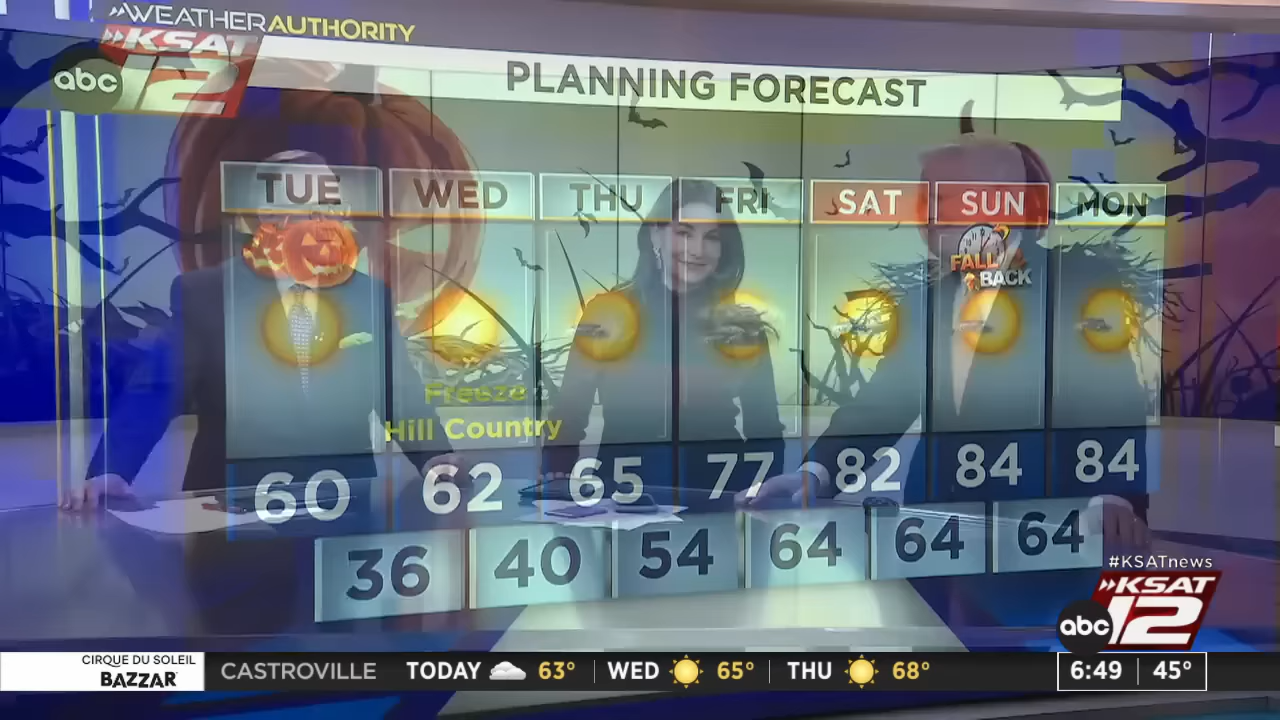 WEATHERAUTHORITY
KSAT
abc 12
PLANNING FORECAST
TUE WED THU FRI SAT SUN MON
FALL
BACK
Freeze
Hill Country
60 62 65 77 82 84 84
36 40 54 64 64 64
#KSATnews
KSAT
abc 12
CIRQUE DU SOLEIL
BAZZAR
CASTROVILLE TODAY 63° WED 65° THU 68° 6:49 45°